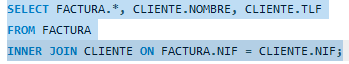 SELECT FACTURA.*, CLIENTE.NOMBRE, CLIENTE.TLF
FROM FACTURA
INNER JOIN CLIENTE ON FACTURA.NIF = CLIENTE.NIF;